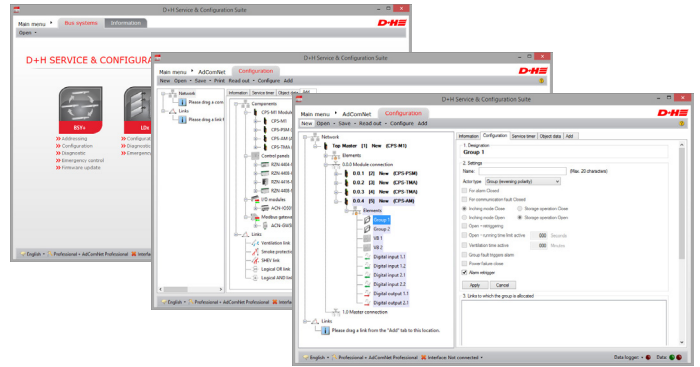 D+H Service & Configuration Suite
Main menu
Bus systems
Information
D-H
Open
D+H SERVICE & CONFIGURA
BSY+
LDx
>> Addressing
>> Configuration
>> Diagnostic
>> Emergency control
>> Firmware update
>> Configurat
>> Diagnostic
>> Emergency
English
Professional + AdComNet Professional
Interfa
D+H Service & Configuration Suite
Main menu
AdComNet
Configuration
D-H
New Open Save Print Read out Configure Add
Network
Please drag a com
Links
Please drag a link f
Information
Service timer
Object data
Add
Components
CPS-M1 Module
CPS-M1
CPS-PSM (
CPS-AM (
CPS-TMA (
Control panels
I/O modules
Modbus gateway
Links
Ventilation link
Smoke protectio
SHEV link
Logical OR link
Logical AND link
English
Professional + AdComNet Professional
Interfa
D+H Service & Configuration Suite
Main menu
AdComNet
Configuration
D-H
New Open Save Read out Configure Add
Network
Top Master [1] New (CPS-M1)
Elements
0.0.0 Module connection
0.0.1 [2] New (CPS-PSM)
0.0.2 [3] New (CPS-TMA)
0.0.3 [4] New (CPS-TMA)
0.0.4 [5] New (CPS-AM)
Elements
Group 1
Group 2
VB 1
VB 2
Digital input 1.1
Digital input 1.2
Digital input 2.1
Digital input 2.2
Digital output 1.1
Digital output 2.1
1.0 Master connection
Links
Please drag a link from the "Add" tab to this location.
Information
Configuration
Service timer
Object data
Add
1. Designation
Group 1
2. Settings
Name:
(Max. 20 characters)
Actor type
Group (reversing polarity)
For alarm Closed
For communication fault Closed
Inching mode Close
Storage operation Close
Inching mode Open
Storage operation Open
Open = retriggering
Open - running time limit active
000 Seconds
Ventilation time active
000 Minutes
Group fault triggers alarm
Power failure close
Alarm retrigger
Apply
Cancel
3. Links to which the group is allocated
English
Professional + AdComNet Professional
Interface: Not connected
Data logger:
Data: